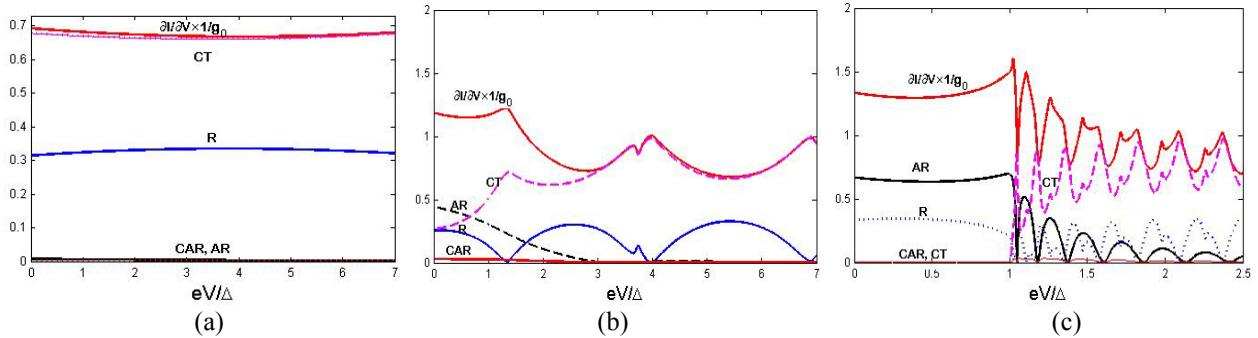 0.7
0.6
0.5
0.4
0.3
0.2
0.1
0
0 1 2 3 4 5 6 7
∂I/∂V×1/g₀
CT
R
CAR, AR
eV/Δ
(a)
2
1.5
1
0.5
0
0 1 2 3 4 5 6 7
∂I/∂V×1/g₀
CT
AR
R
CAR
eV/Δ
(b)
2
1.5
1
0.5
0
0 0.5 1 1.5 2 2.5
∂I/∂V×1/g₀
AR
CT
R
CAR, CT
eV/Δ
(c)